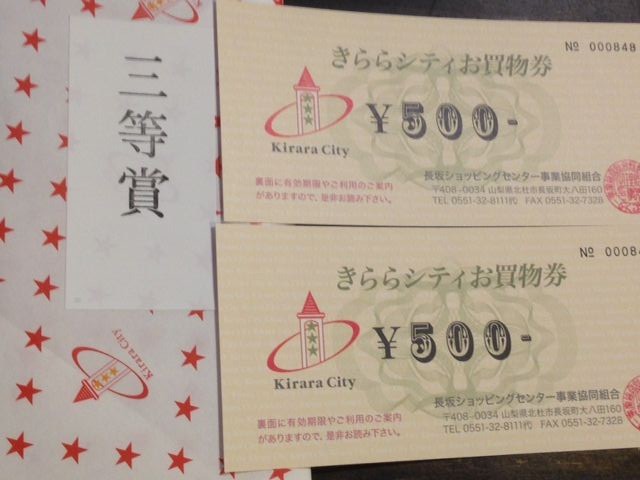 三等賞
Kirara City
№ 000848
きららシティお買物券
¥500-
Kirara City
裏面に有効期限やご利用のご案内
がありますので、是非お読み下さい。
長坂ショッピングセンター事業協同組合
〒408-0034 山梨県北杜市長坂町大八田160
TEL 0551-32-8111代 FAX 0551-32-7328
№ 00084
きららシティお買物券
¥500-
Kirara City
裏面に有効期限やご利用のご案内
がありますので、是非お読み下さい。
長坂ショッピングセンター事業協同組合
〒408-0034 山梨県北杜市長坂町大八田160
TEL 0551-32-8111代 FAX 0551-32-7328